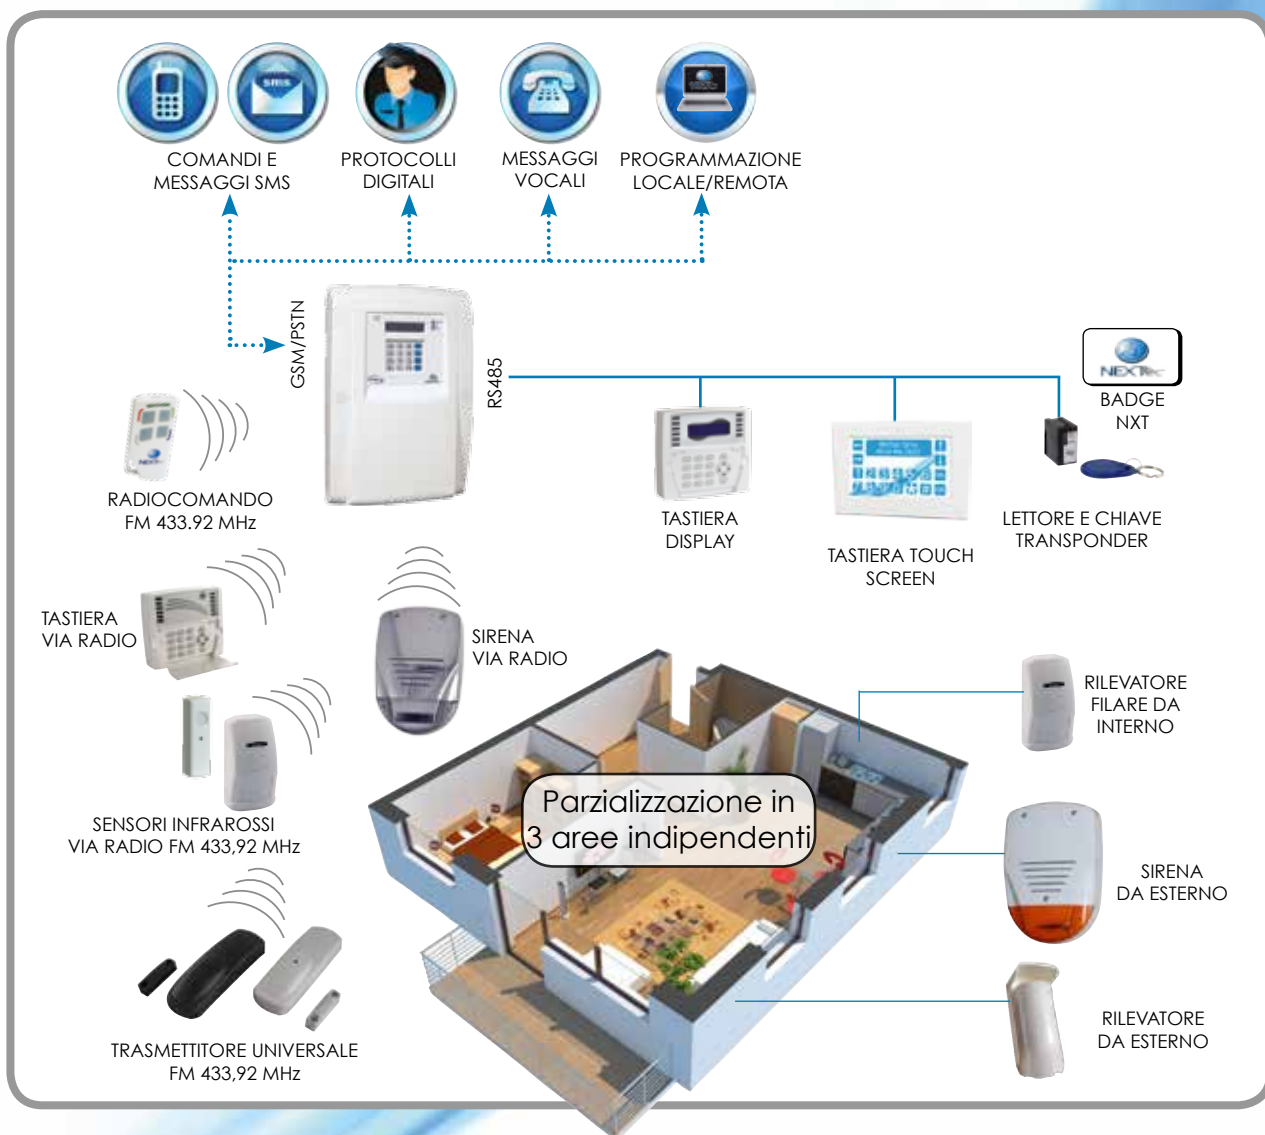 SMS
COMANDI E
MESSAGGI SMS
PROTOCOLLI
DIGITALI
MESSAGGI
VOCALI
PROGRAMMAZIONE
LOCALE/REMOTA
GSM/PSTN
RS485
NEXTec
BADGE
NXT
NEXTec
RADIOCOMANDO
FM 433.92 MHz
TASTIERA
DISPLAY
TASTIERA TOUCH
SCREEN
LETTORE E CHIAVE
TRANSPONDER
TASTIERA
VIA RADIO
SIRENA
VIA RADIO
RILEVATORE
FILARE DA
INTERNO
SENSORI INFRAROSSI
VIA RADIO FM 433,92 MHz
Parzializzazione in
3 aree indipendenti
SIRENA
DA ESTERNO
TRASMETTITORE UNIVERSALE
FM 433,92 MHz
RILEVATORE
DA ESTERNO